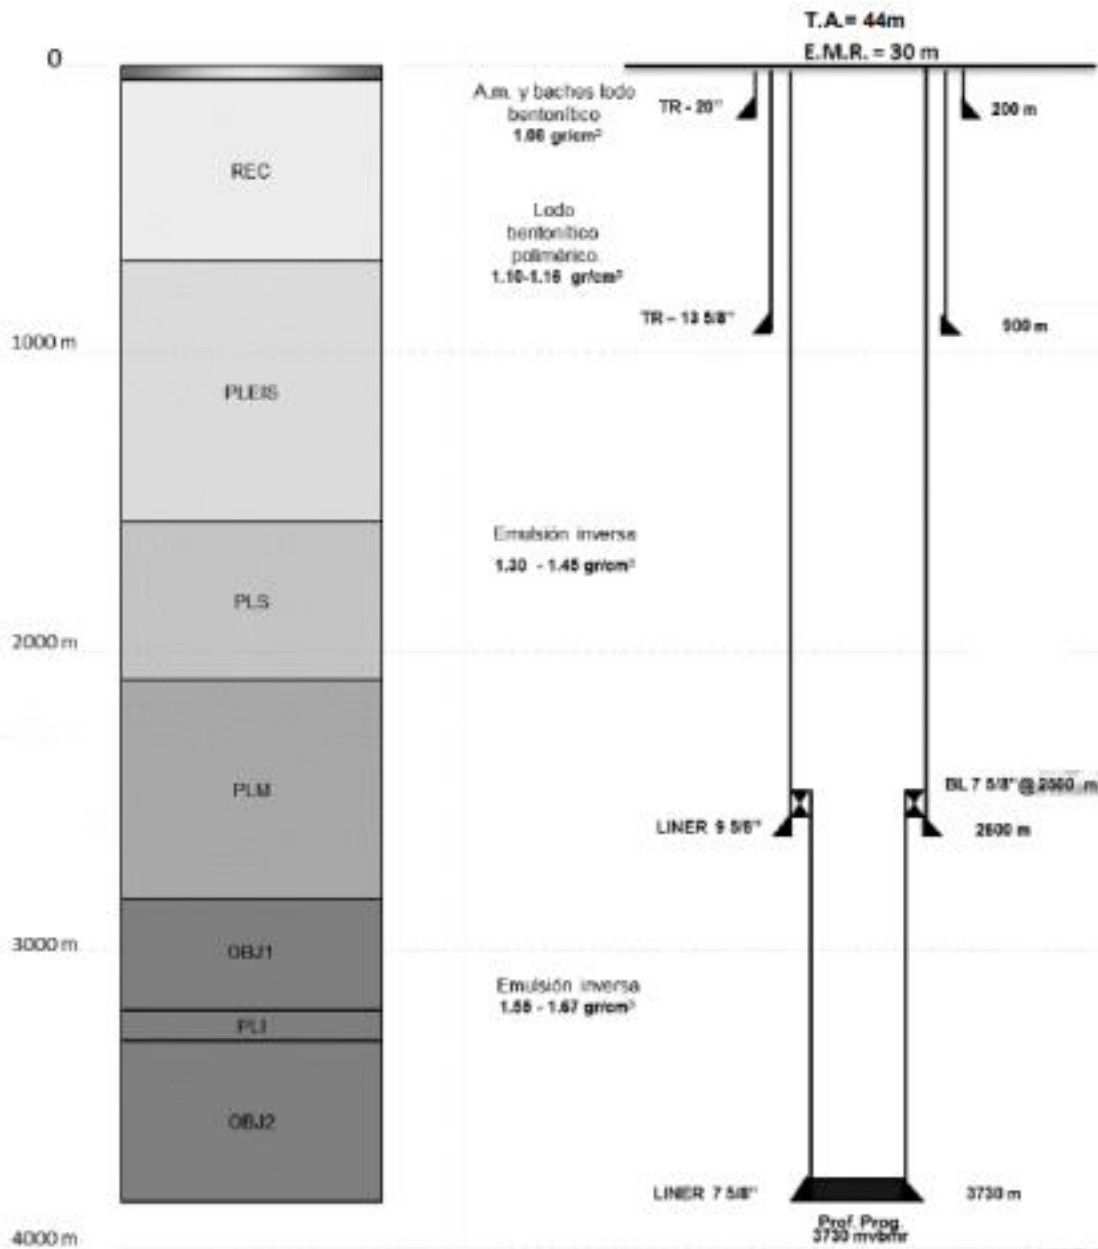 T.A.= 44m
E.M.R. = 30 m
0
A.m. y baches lodo
bentonítico
1.06 gr/cm³
TR - 20"
200 m
REC
Lodo
bentonítico
polimérico
1.10-1.16 gr/cm³
TR – 13 5/8"
900 m
1000 m
PLEIS
Emulsión inversa
1.30 - 1.45 gr/cm³
PLS
2000 m
PLM
BL 7 5/8" @ m
LINER 9 5/8"
2600 m
3000 m
OBJ1
Emulsión inversa
1.55 - 1.67 gr/cm³
PLI
OBJ2
LINER 7 5/8"
3730 m
Prof. Prog.
3730 mvbmr
4000 m